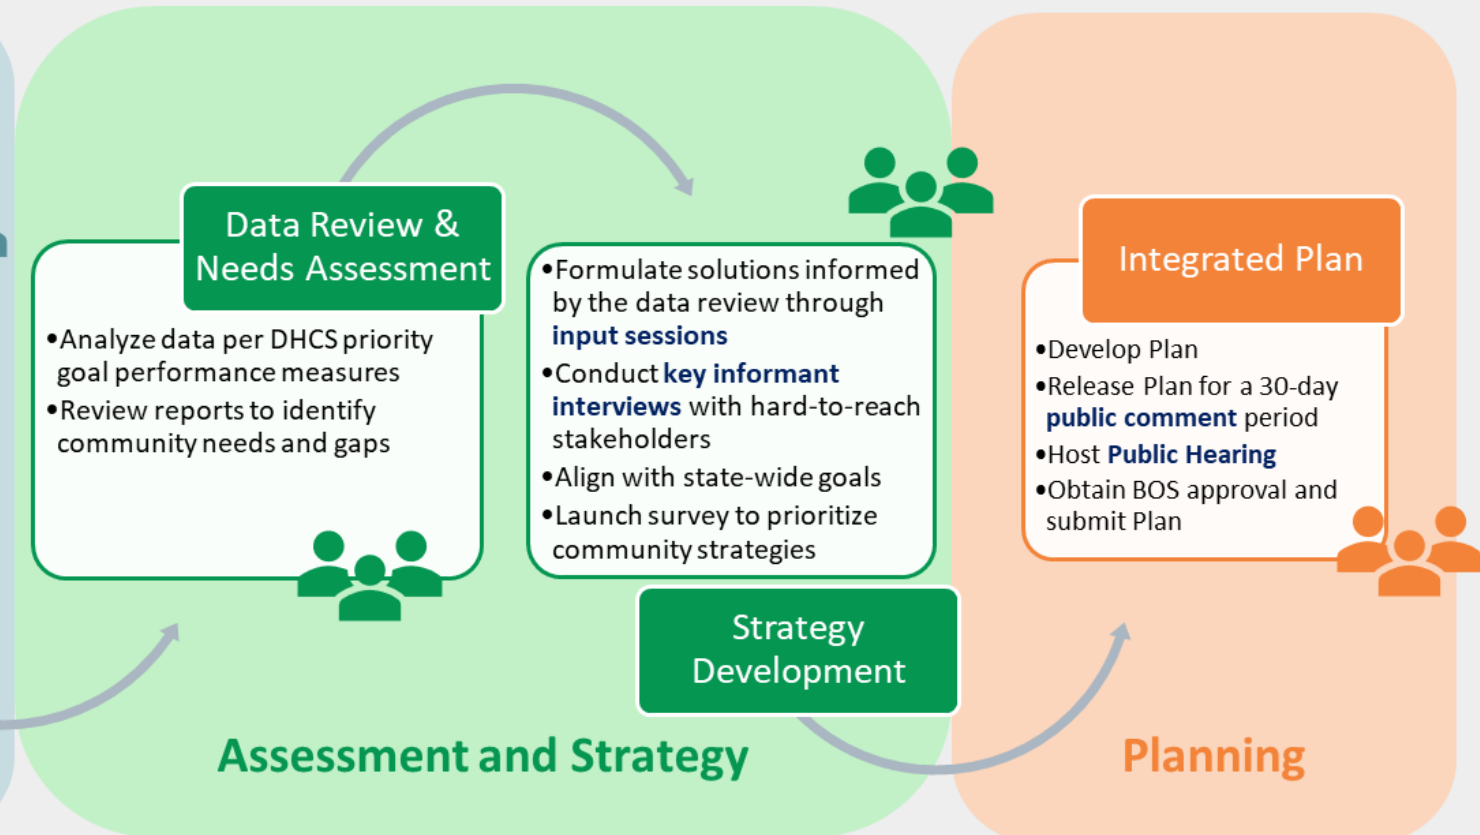 Data Review &
Needs Assessment
•Analyze data per DHCS priority
goal performance measures
•Review reports to identify
community needs and gaps
•Formulate solutions informed
by the data review through
input sessions
•Conduct key informant
interviews with hard-to-reach
stakeholders
•Align with state-wide goals
•Launch survey to prioritize
community strategies
Strategy
Development
Assessment and Strategy
Integrated Plan
•Develop Plan
•Release Plan for a 30-day
public comment period
•Host Public Hearing
•Obtain BOS approval and
submit Plan
Planning